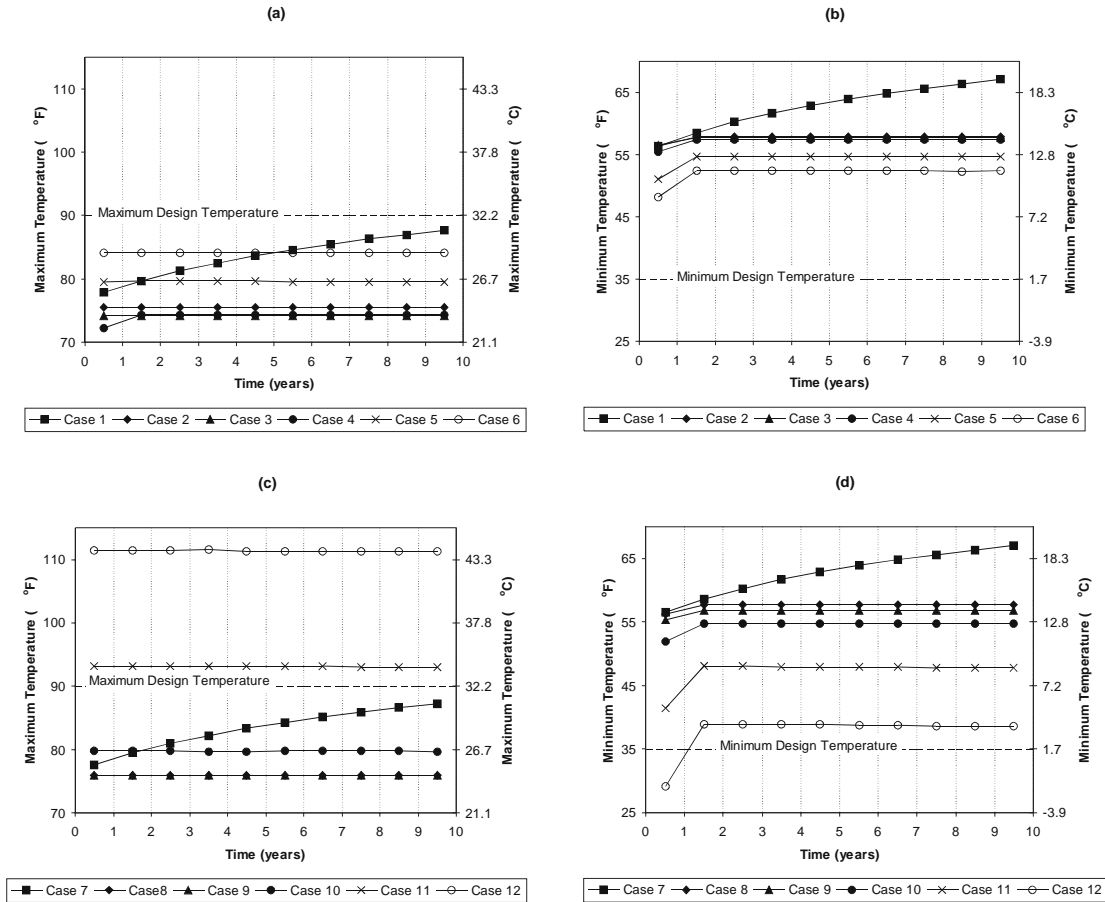 (a)
Maximum Temperature ( °F)
115
110
100
90
80
70
Maximum Design Temperature
43.3
37.8
32.2
26.7
21.1
Maximum Temperature ( °C)
0 1 2 3 4 5 6 7 8 9 10
Time (years)
Case 1 Case 2 Case 3 Case 4 Case 5 Case 6
(b)
Minimum Temperature ( °F)
65
55
45
35
25
Minimum Design Temperature
18.3
12.8
7.2
1.7
-3.9
Minimum Temperature ( °C)
0 1 2 3 4 5 6 7 8 9 10
Time (years)
Case 1 Case 2 Case 3 Case 4 Case 5 Case 6
(c)
Maximum Temperature ( °F)
110
100
90
80
70
Maximum Design Temperature
43.3
37.8
32.2
26.7
21.1
Maximum Temperature ( °C)
0 1 2 3 4 5 6 7 8 9 10
Time (years)
Case 7 Case8 Case 9 Case 10 Case 11 Case 12
(d)
Minimum Temperature ( °F)
65
55
45
35
25
Minimum Design Temperature
18.3
12.8
7.2
1.7
-3.9
Minimum Temperature ( °C)
0 1 2 3 4 5 6 7 8 9 10
Time (years)
Case 7 Case 8 Case 9 Case 10 Case 11 Case 12